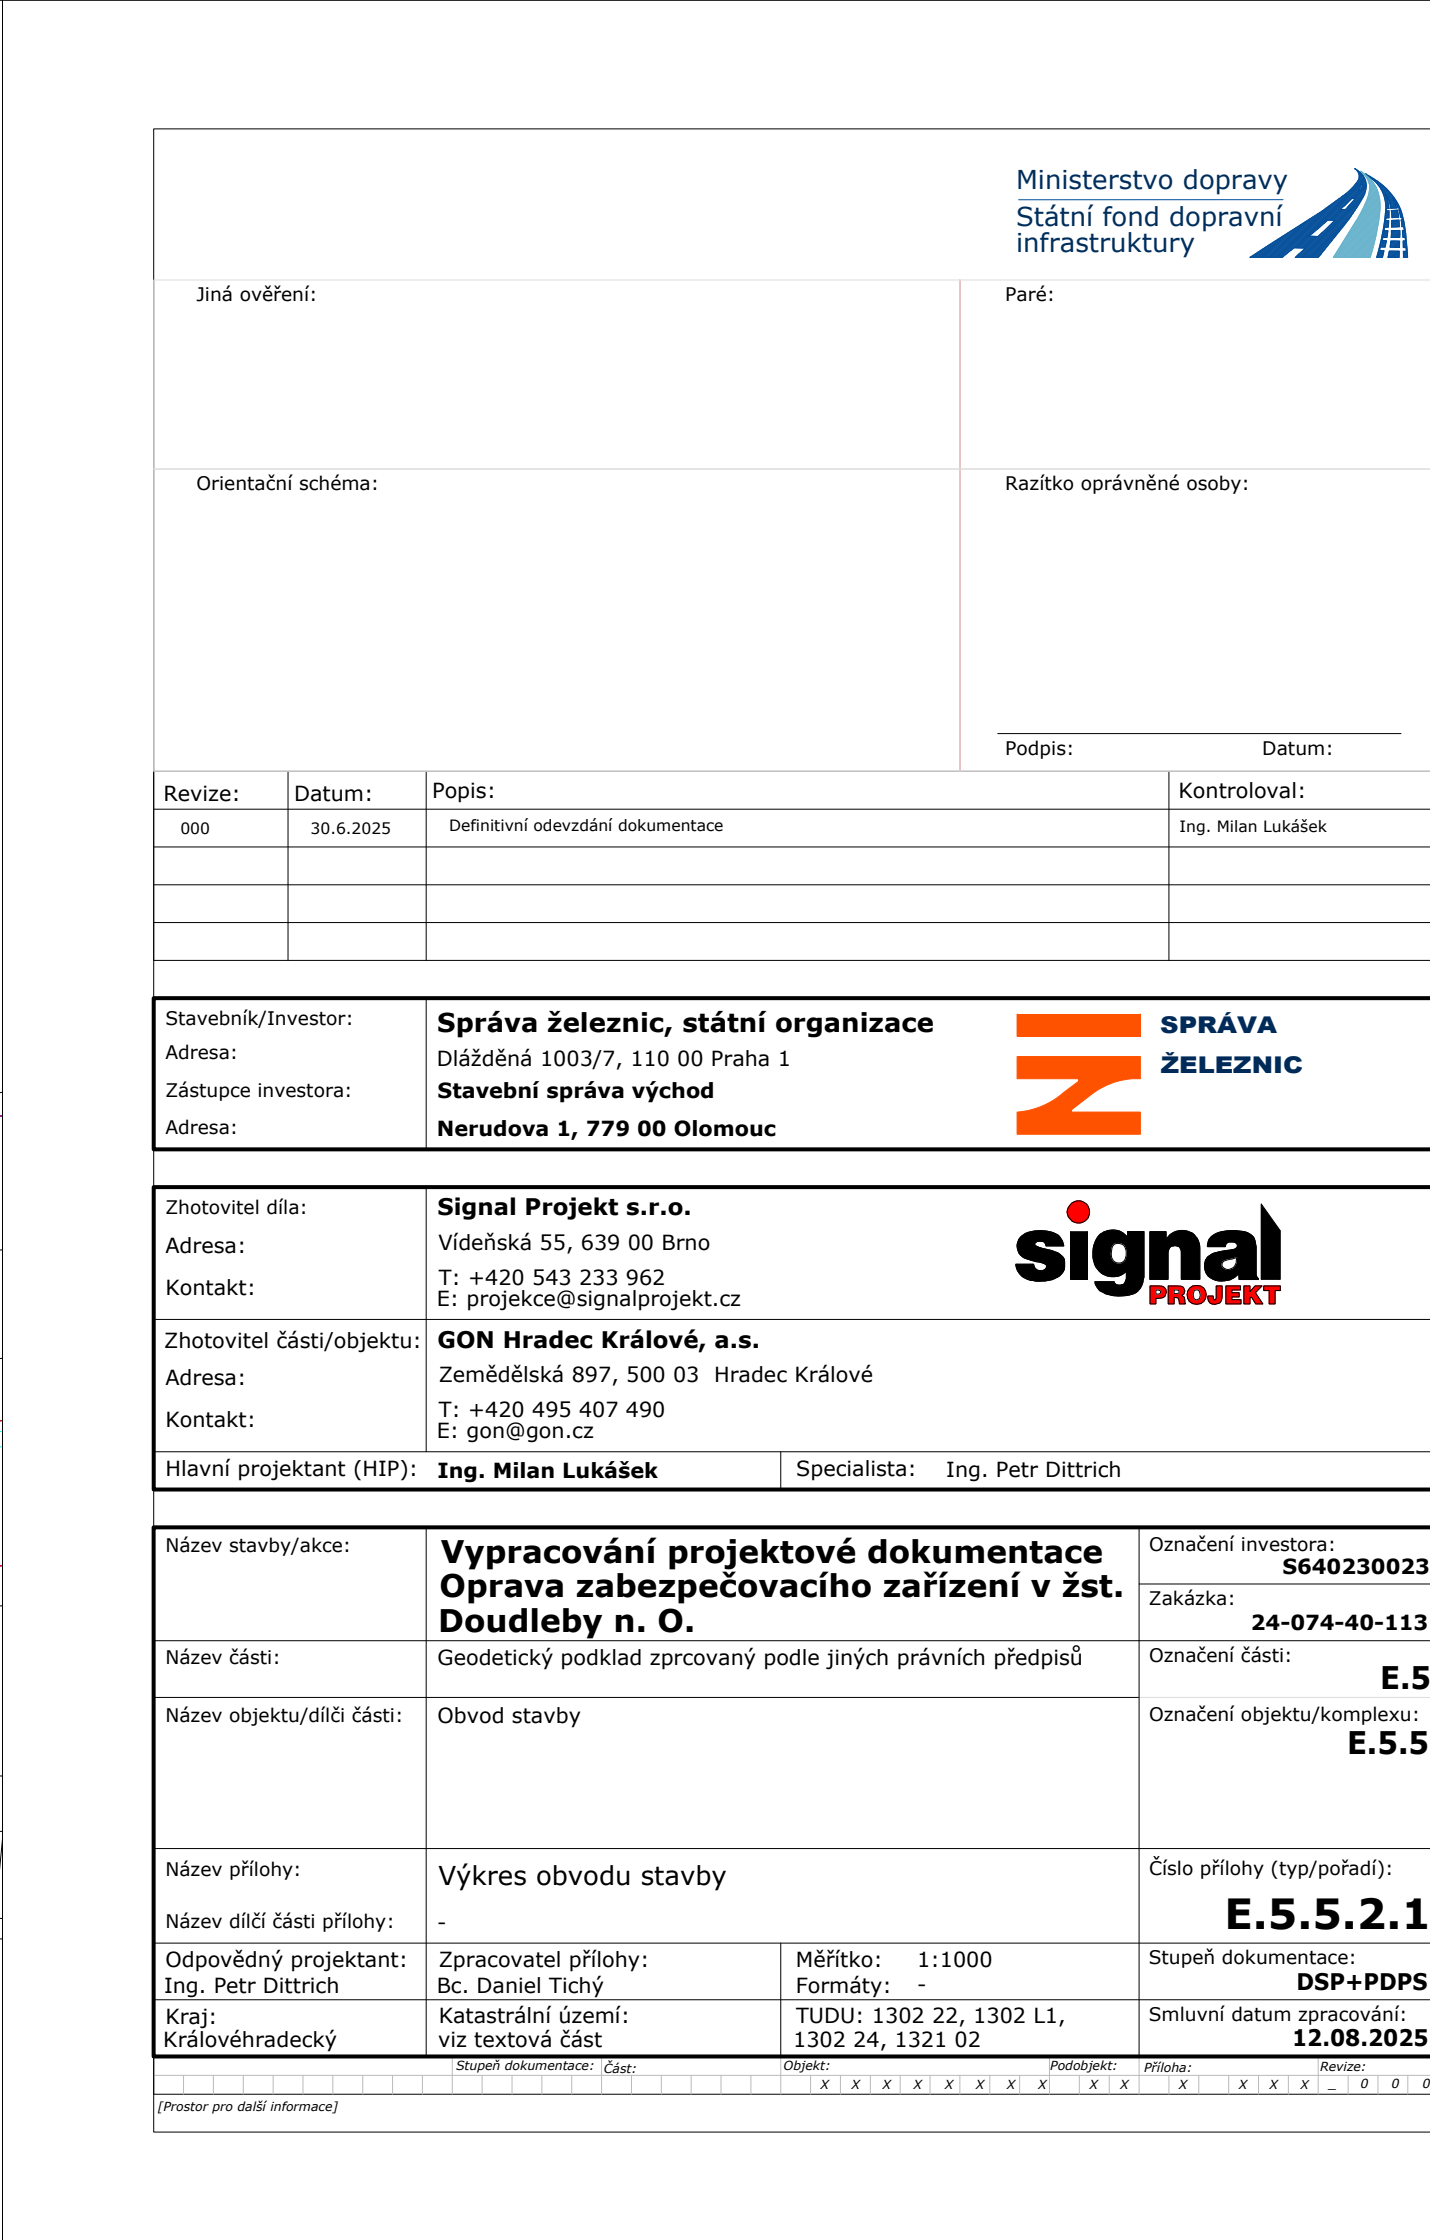 Ministerstvo dopravy
Státní fond dopravní
infrastruktury
Jiná ověření:
Paré:
Orientační schéma:
Razítko oprávněné osoby:
Podpis: Datum:
Revize: Datum: Popis: Kontroloval:
000 30.6.2025 Definitivní odevzdání dokumentace Ing. Milan Lukášek
Stavebník/Investor: Správa železnic, státní organizace
Adresa: Dlážděná 1003/7, 110 00 Praha 1
Zástupce investora: Stavební správa východ
Adresa: Nerudova 1, 779 00 Olomouc
SPRÁVA
ŽELEZNIC
Zhotovitel díla: Signal Projekt s.r.o.
Adresa: Vídeňská 55, 639 00 Brno
Kontakt: T: +420 543 233 962
E: projekce@signalprojekt.cz
signal
PROJEKT
Zhotovitel části/objektu: GON Hradec Králové, a.s.
Adresa: Zemědělská 897, 500 03  Hradec Králové
Kontakt: T: +420 495 407 490
E: gon@gon.cz
Hlavní projektant (HIP): Ing. Milan Lukášek Specialista: Ing. Petr Dittrich
Název stavby/akce: Vypracování projektové dokumentace
Oprava zabezpečovacího zařízení v žst.
Doudleby n. O.
Označení investora:
S640230023
Zakázka:
24-074-40-113
Název části: Geodetický podklad zprcovaný podle jiných právních předpisů
Označení části:
E.5
Název objektu/dílči části: Obvod stavby
Označení objektu/komplexu:
E.5.5
Název přílohy: Výkres obvodu stavby
Číslo přílohy (typ/pořadí):
E.5.5.2.1
Název dílčí části přílohy: -
Odpovědný projektant:
Ing. Petr Dittrich
Zpracovatel přílohy:
Bc. Daniel Tichý
Měřítko: 1:1000
Formáty: -
Stupeň dokumentace:
DSP+PDPS
Kraj:
Královéhradecký
Katastrální území:
viz textová část
TUDU: 1302 22, 1302 L1,
1302 24, 1321 02
Smluvní datum zpracování:
12.08.2025
Stupeň dokumentace: Část: Objekt: Podobjekt: Příloha: Revize:
X X X X X X X X X X X X X X _ 0 0 0
[Prostor pro další informace]